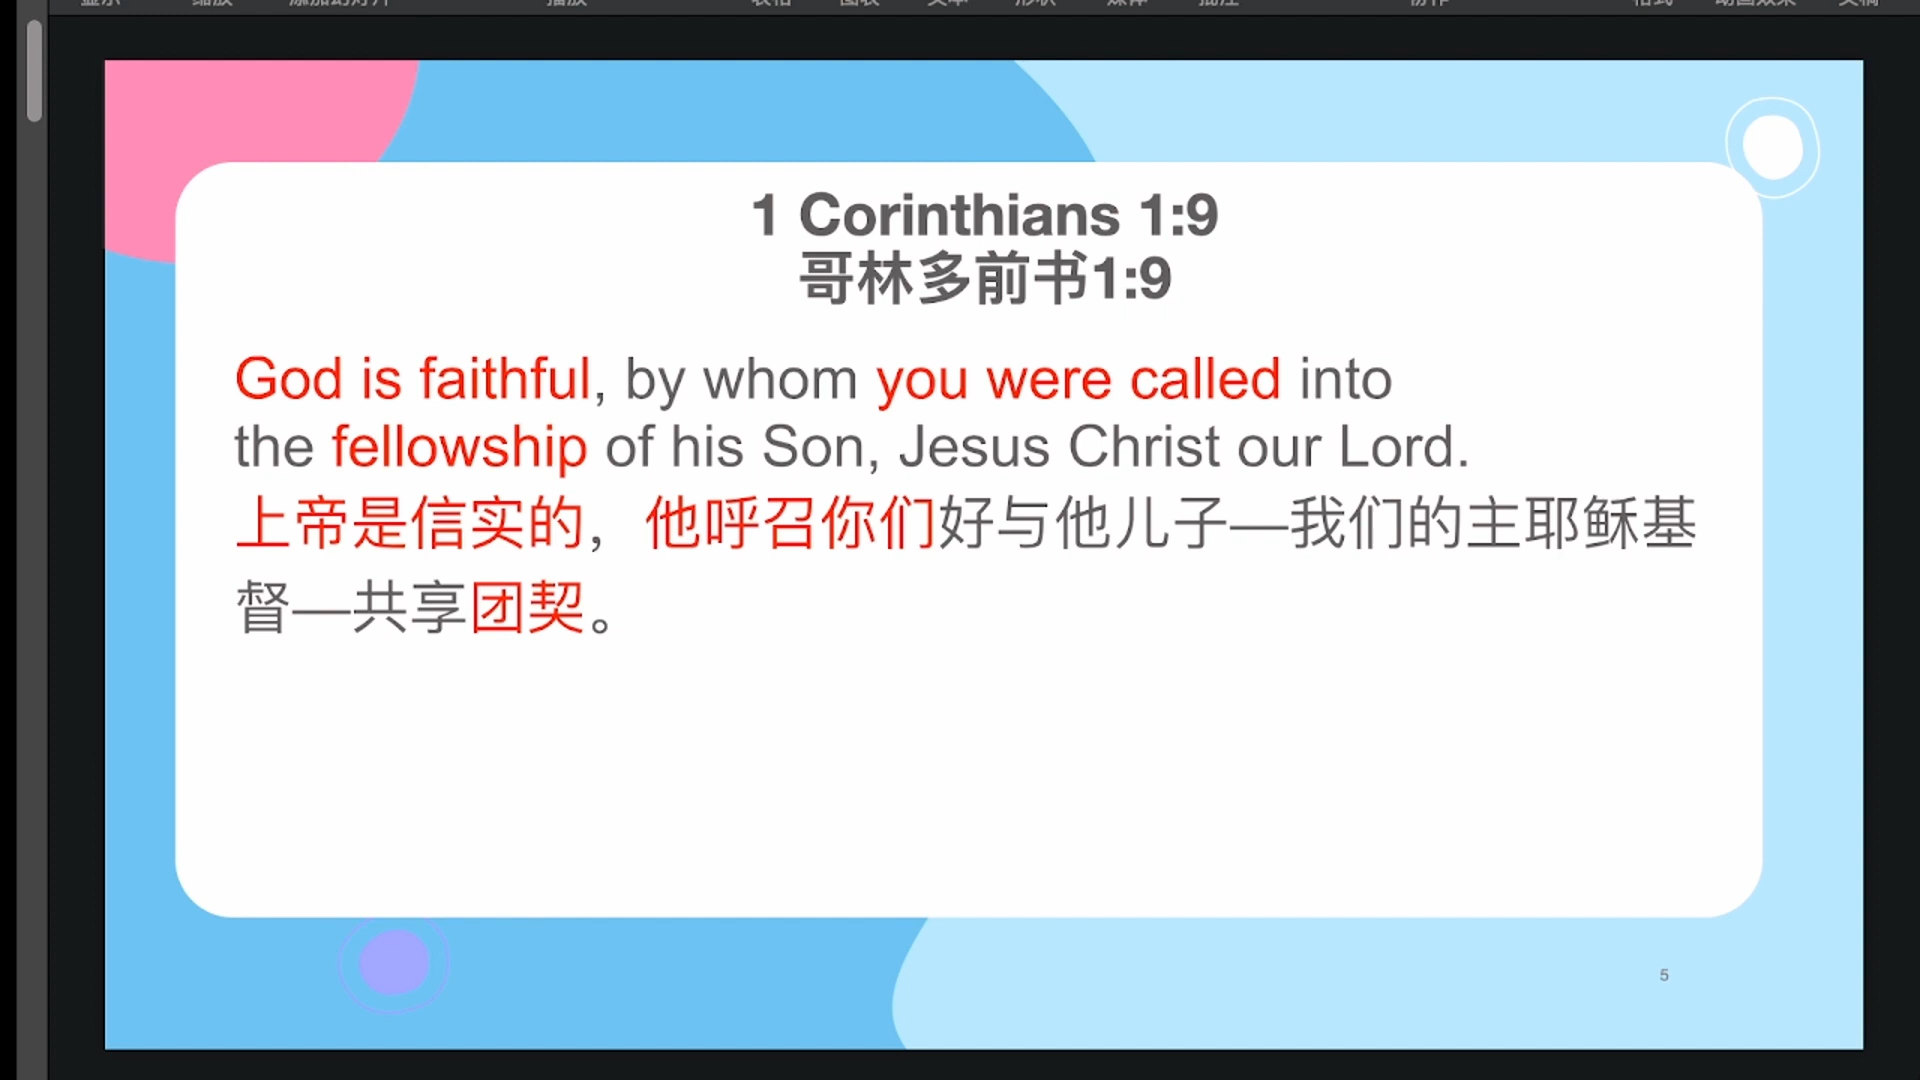 1 Corinthians 1:9
哥林多前书1:9
God is faithful, by whom you were called into
the fellowship of his Son, Jesus Christ our Lord.
上帝是信实的，他呼召你们好与他儿子—我们的主耶稣基
督—共享团契。
5